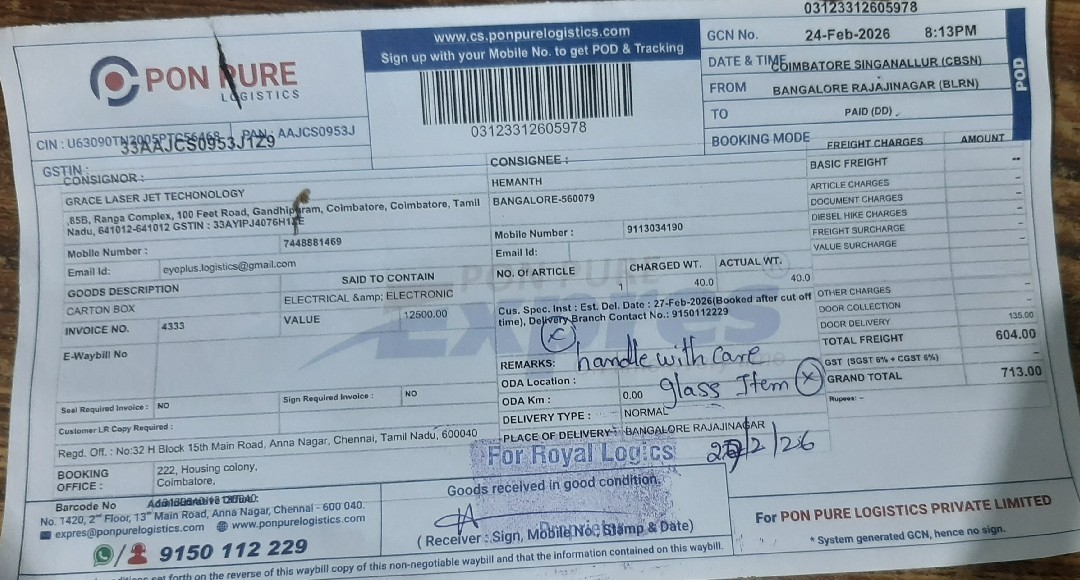 03123312605978
PON PURE
LOGISTICS
www.cs.ponpurelogistics.com
Sign up with your Mobile No. to get POD & Tracking
03123312605978
GCN No.
24-Feb-2026 8:13PM
DATE & TIME
COIMBATORE SINGANALLUR (CBSN)
FROM
BANGALORE RAJAJINAGAR (BLRN)
TO
PAID (DD)
BOOKING MODE
POD
CIN : U63090TN2005PTC56468 PAN : AAJCS0953J
33AAJCS0953J1Z9
GSTIN :
CONSIGNOR :
GRACE LASER JET TECHONOLOGY
.85B, Ranga Complex, 100 Feet Road, Gandhipuram, Coimbatore, Coimbatore, Tamil
Nadu, 641012-641012 GSTIN :
Mobile Number : 7448881469
Email Id: eyeplus.logistics@gmail.com
GOODS DESCRIPTION SAID TO CONTAIN
CARTON BOX ELECTRICAL &amp; ELECTRONIC
INVOICE NO. 4333 VALUE 12500.00
E-Waybill No
Seal Required Invoice : NO Sign Required Invoice : NO
Customer LR Copy Required :
Regd. Off. : No:32 H Block 15th Main Road, Anna Nagar, Chennai, Tamil Nadu, 600040
BOOKING OFFICE :
222, Housing colony,
Coimbatore,
CONSIGNEE :
HEMANTH
BANGALORE-560079
Mobile Number : 9113034190
Email Id:
NO. OF ARTICLE CHARGED WT. ACTUAL WT.
1 40.0 40.0
Cus. Spec. Inst : Est. Del. Date : 27-Feb-2026(Booked after cut off
time), Delivery Branch Contact No.: 9150112229
REMARKS: handle with care
glass Item
ODA Location :
ODA Km : 0.00
DELIVERY TYPE : NORMAL
PLACE OF DELIVERY : BANGALORE RAJAJINAGAR
PON PURE
Expres
FREIGHT CHARGES AMOUNT
BASIC FREIGHT --
ARTICLE CHARGES –
DOCUMENT CHARGES –
DIESEL HIKE CHARGES –
FREIGHT SURCHARGE –
VALUE SURCHARGE –
OTHER CHARGES
DOOR COLLECTION –
DOOR DELIVERY 135.00
TOTAL FREIGHT 604.00
GST (SGST 6% + CGST 6%) –
GRAND TOTAL 713.00
Rupees: –
For Royal Logics
Goods received in good condition.
( Receiver : Sign, Mobile No, Stamp & Date)
Barcode No
No. 1420, 2nd Floor, 13th Main Road, Anna Nagar, Chennai - 600 040.
expres@ponpurelogistics.com www.ponpurelogistics.com
9150 112 229
For PON PURE LOGISTICS PRIVATE LIMITED
* System generated GCN, hence no sign.
set forth on the reverse of this waybill copy of this non-negotiable waybill and that the information contained on this waybill.